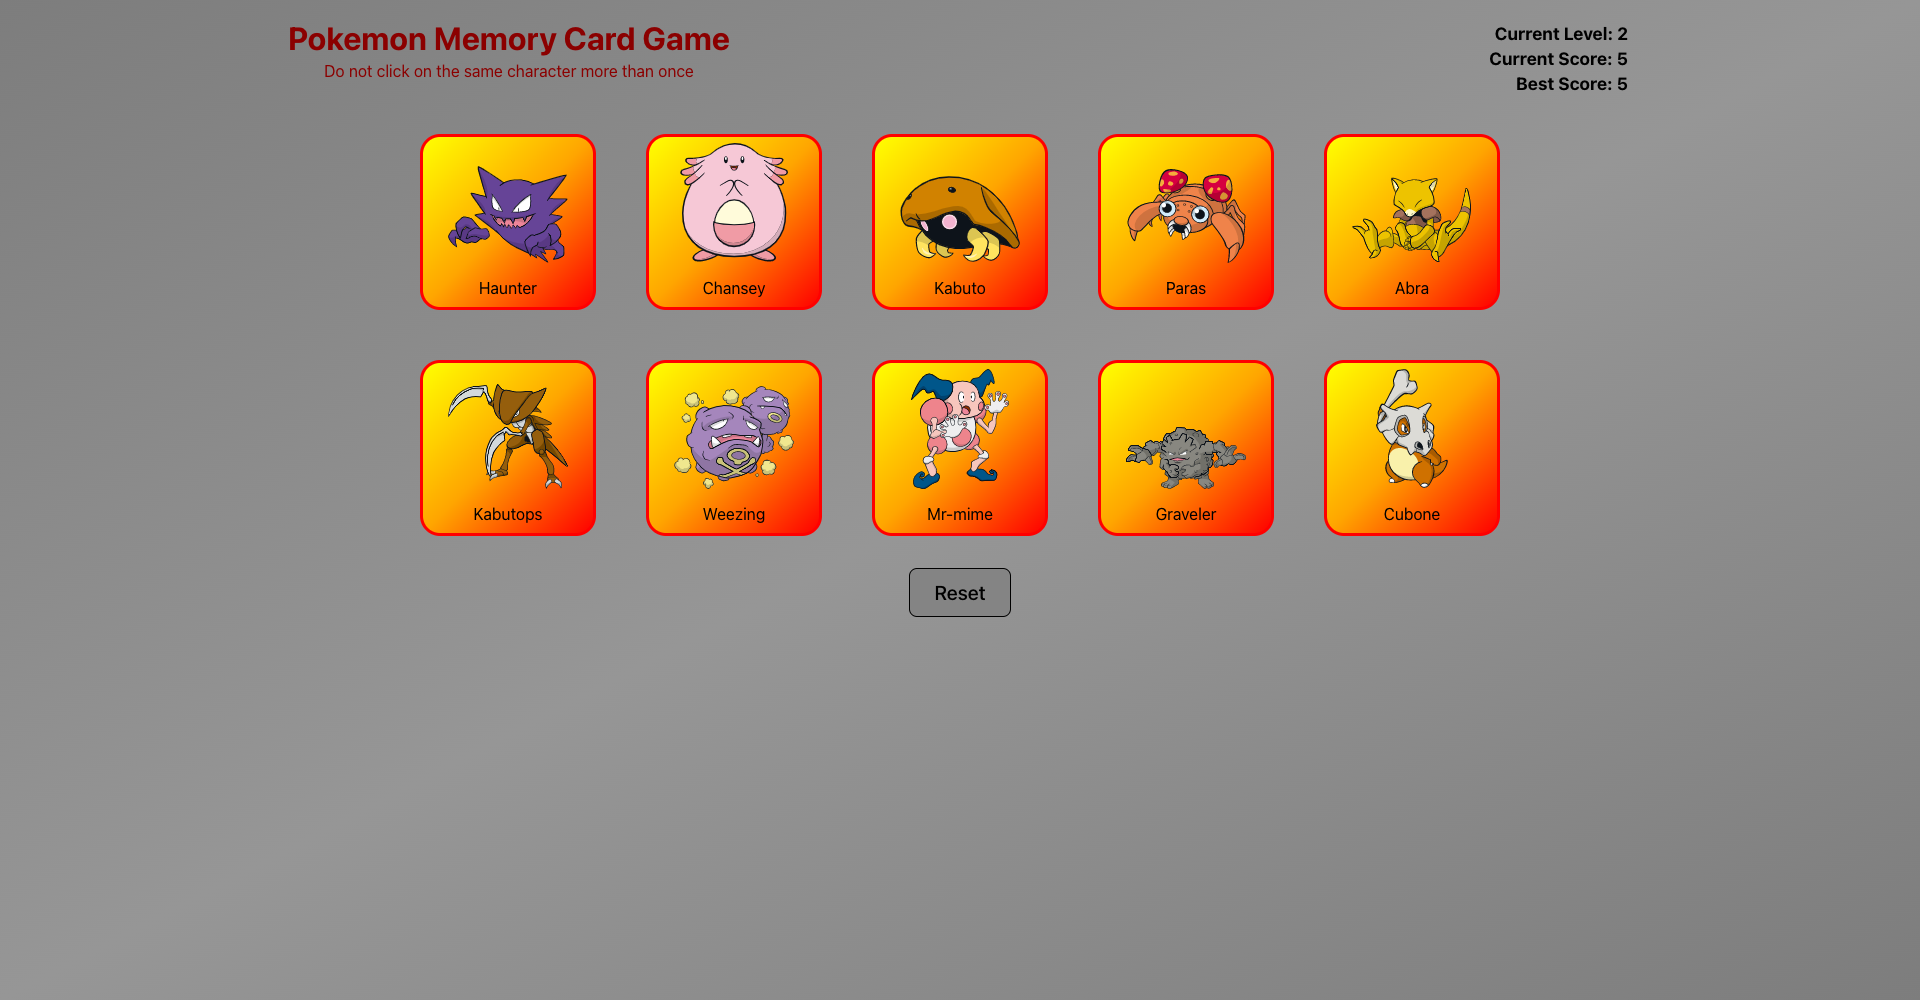 Pokemon Memory Card Game
Do not click on the same character more than once
Current Level: 2
Current Score: 5
Best Score: 5
Haunter
Chansey
Kabuto
Paras
Abra
Kabutops
Weezing
Mr-mime
Graveler
Cubone
Reset